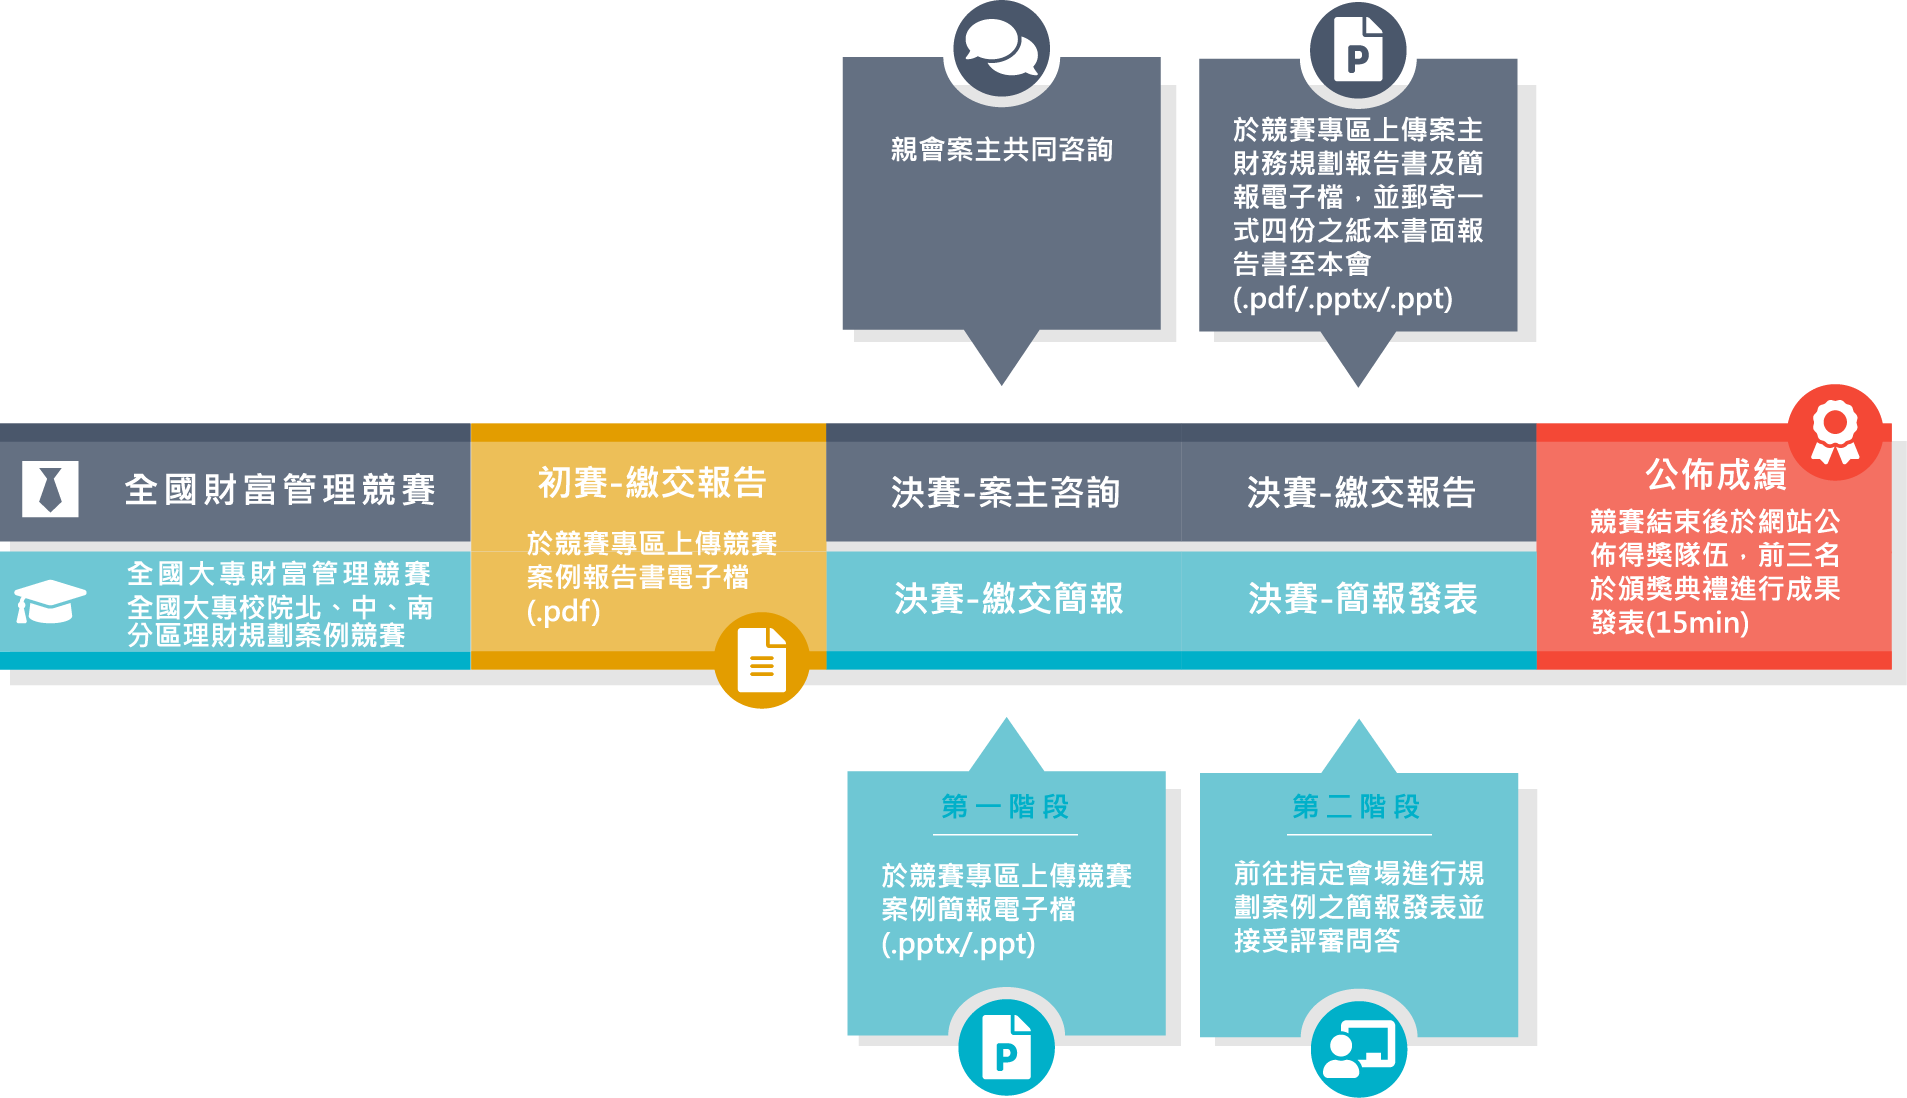 親會案主共同咨詢
於競賽專區上傳案主
財務規劃報告書及簡
報電子檔，並郵寄一
式四份之紙本書面報
告書至本會
(.pdf/.pptx/.ppt)
全國財富管理競賽
初賽-繳交報告
於競賽專區上傳競賽
案例報告書電子檔
(.pdf)
決賽-案主咨詢
決賽-繳交報告
公佈成績
競賽結束後於網站公
佈得獎隊伍，前三名
於頒獎典禮進行成果
發表(15min)
全國大專財富管理競賽
全國大專校院北、中、南
分區理財規劃案例競賽
決賽-繳交簡報
決賽-簡報發表
第一階段
於競賽專區上傳競賽
案例簡報電子檔
(.pptx/.ppt)
第二階段
前往指定會場進行規
劃案例之簡報發表並
接受評審問答
P
P